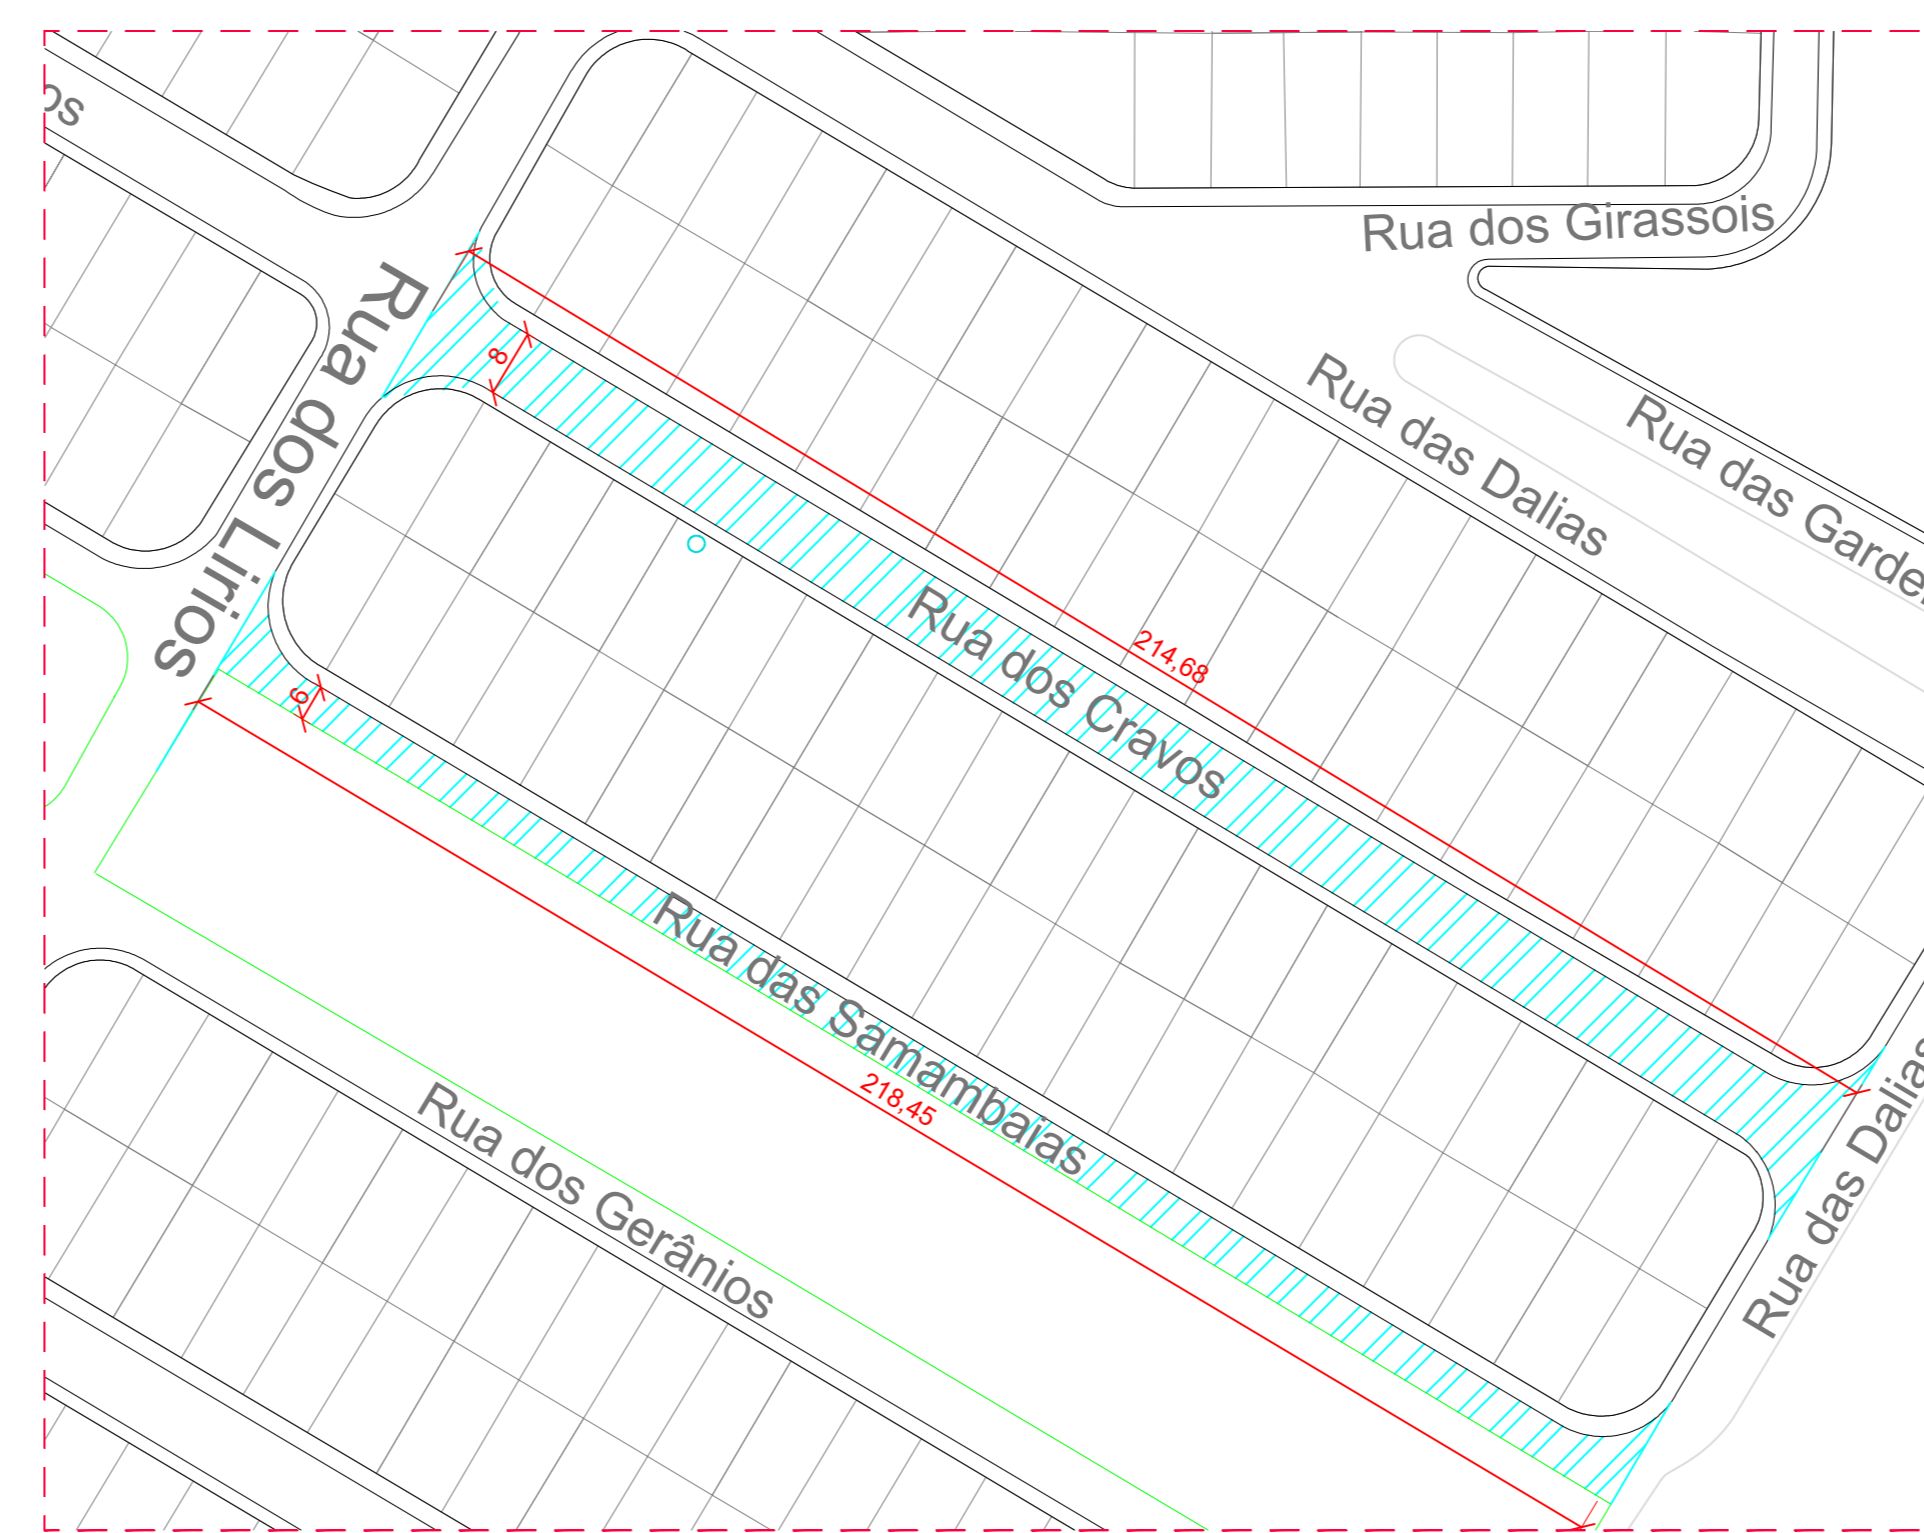 os
Rua dos Girassois
Rua dos Lirios
8
Rua das Dalias
Rua das Garde
Rua dos Cravos
214,68
6
Rua das Samambaias
218,45
Rua dos Gerânios
Rua das Dalias